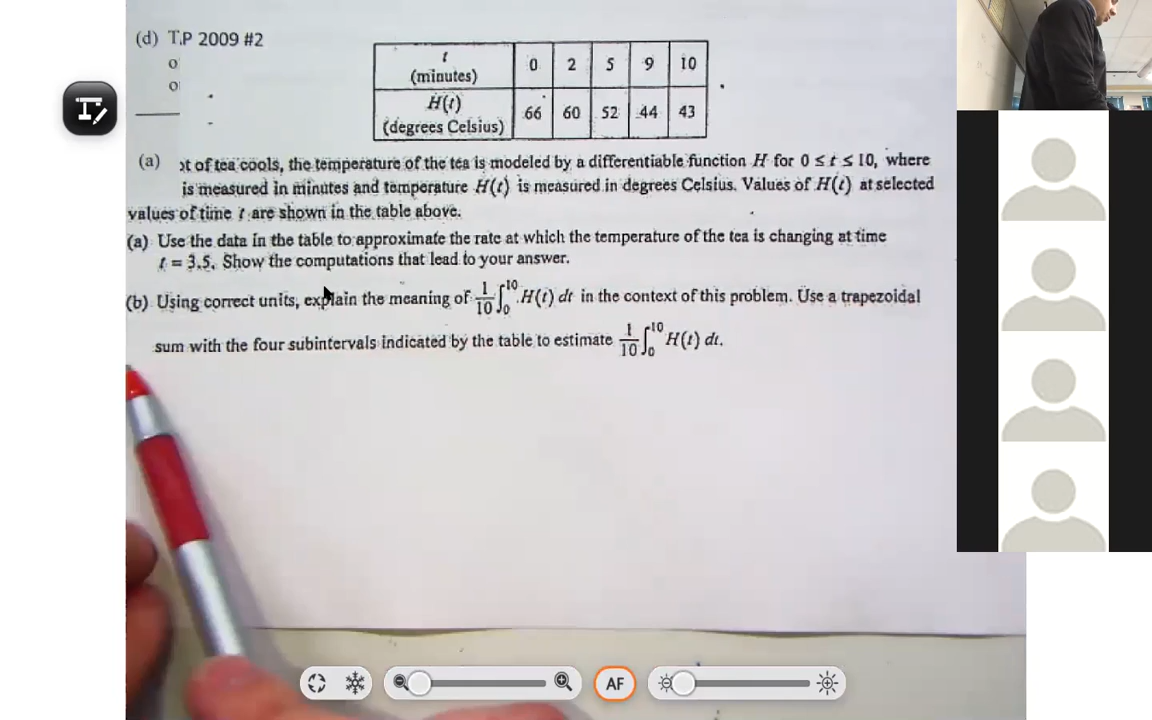 (d) T.P 2009 #2
t (minutes) 0 2 5 9 10
H(t) (degrees Celsius) 66 60 52 44 43
(a) ot of tea cools, the temperature of the tea is modeled by a differentiable function H for 0 ≤ t ≤ 10, where
is measured in minutes and temperature H(t) is measured in degrees Celsius. Values of H(t) at selected
values of time t are shown in the table above.
(a) Use the data in the table to approximate the rate at which the temperature of the tea is changing at time
t = 3.5. Show the computations that lead to your answer.
(b) Using correct units, explain the meaning of 1/10 ∫₀¹⁰ H(t) dt in the context of this problem. Use a trapezoidal
sum with the four subintervals indicated by the table to estimate 1/10 ∫₀¹⁰ H(t) dt.
AF